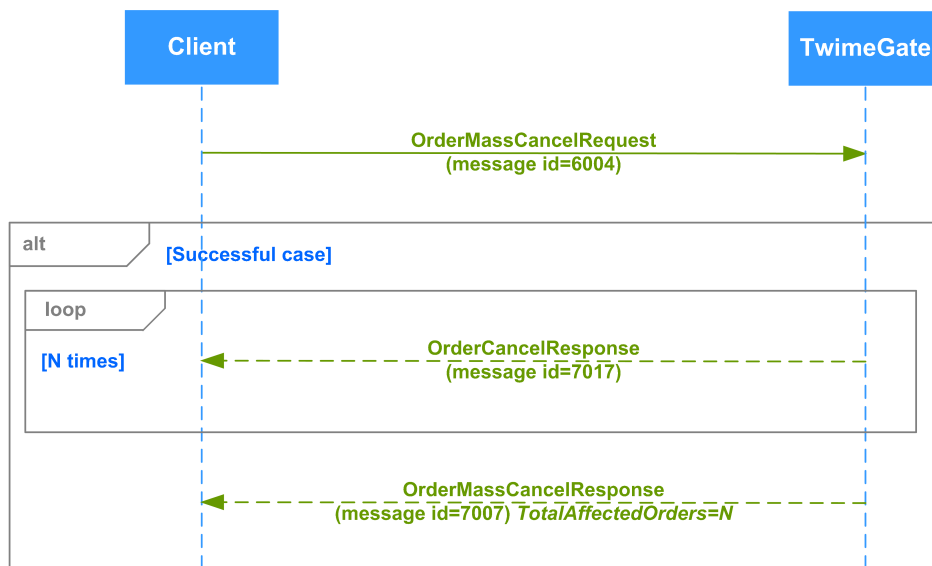 Client
TwimeGate
OrderMassCancelRequest
(message id=6004)
alt
[Successful case]
loop
[N times]
OrderCancelResponse
(message id=7017)
OrderMassCancelResponse
(message id=7007) TotalAffectedOrders=N